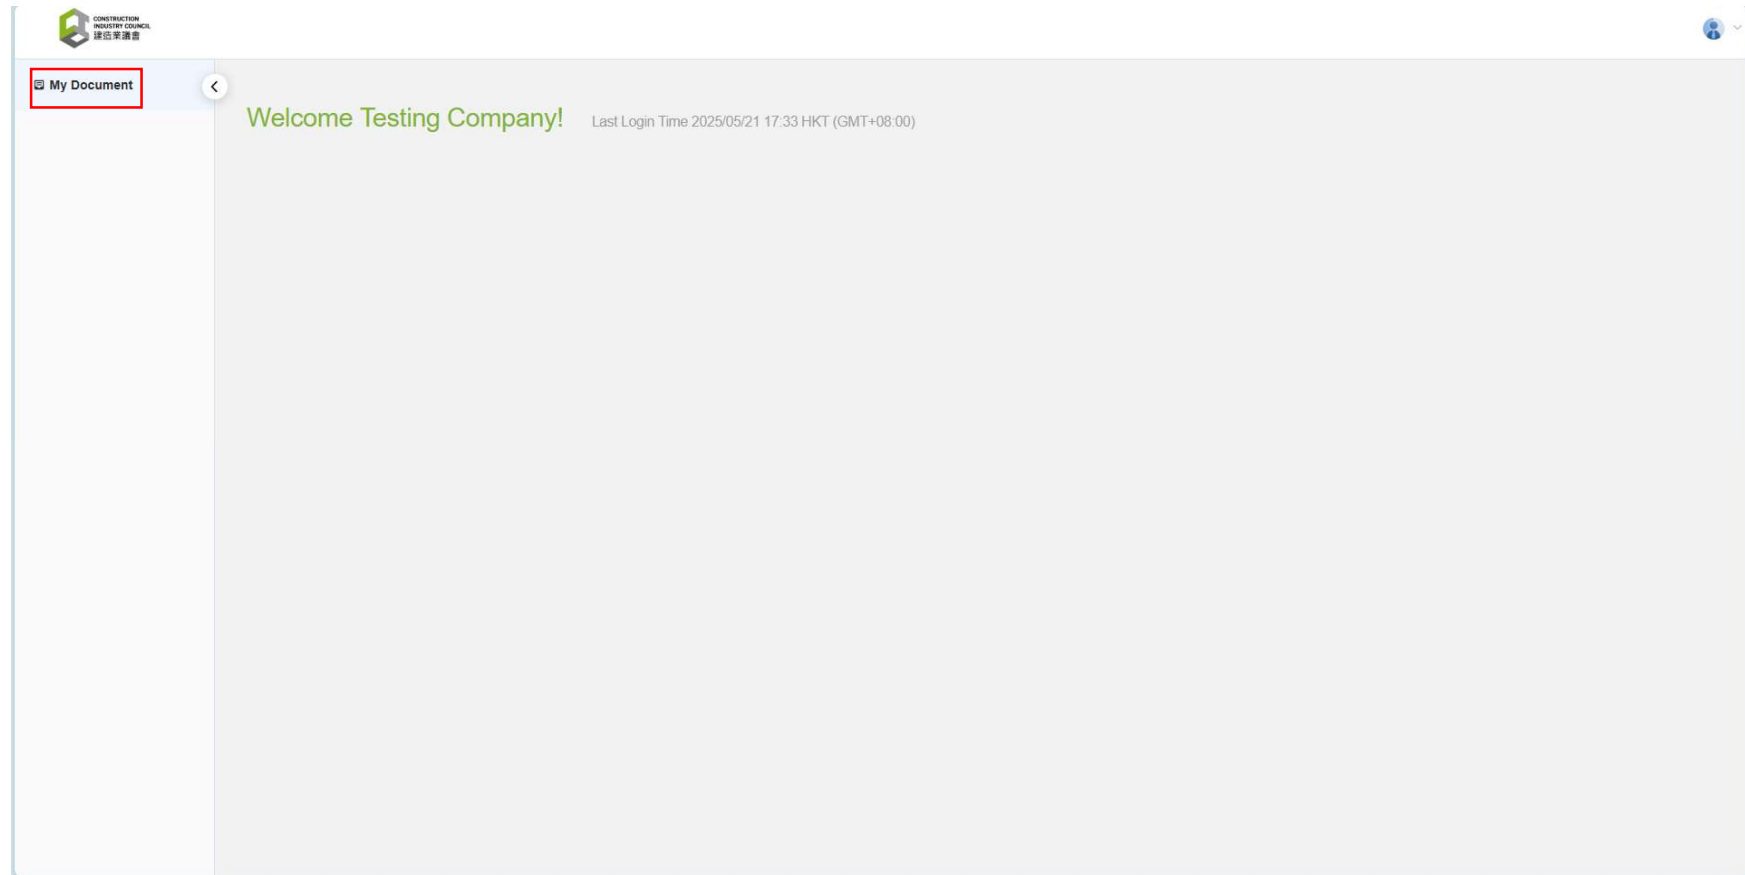 CONSTRUCTION
INDUSTRY COUNCIL
建造業議會
My Document
Welcome Testing Company! Last Login Time 2025/05/21 17:33 HKT (GMT+08:00)